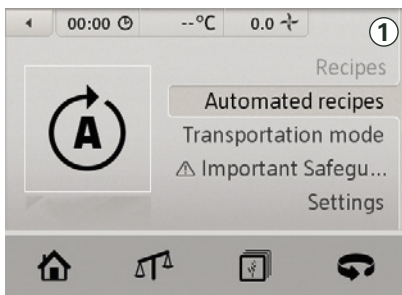 00:00 --°C 0.0
1
Recipes
Automated recipes
A
Transportation mode
⚠ Important Safegu...
Settings